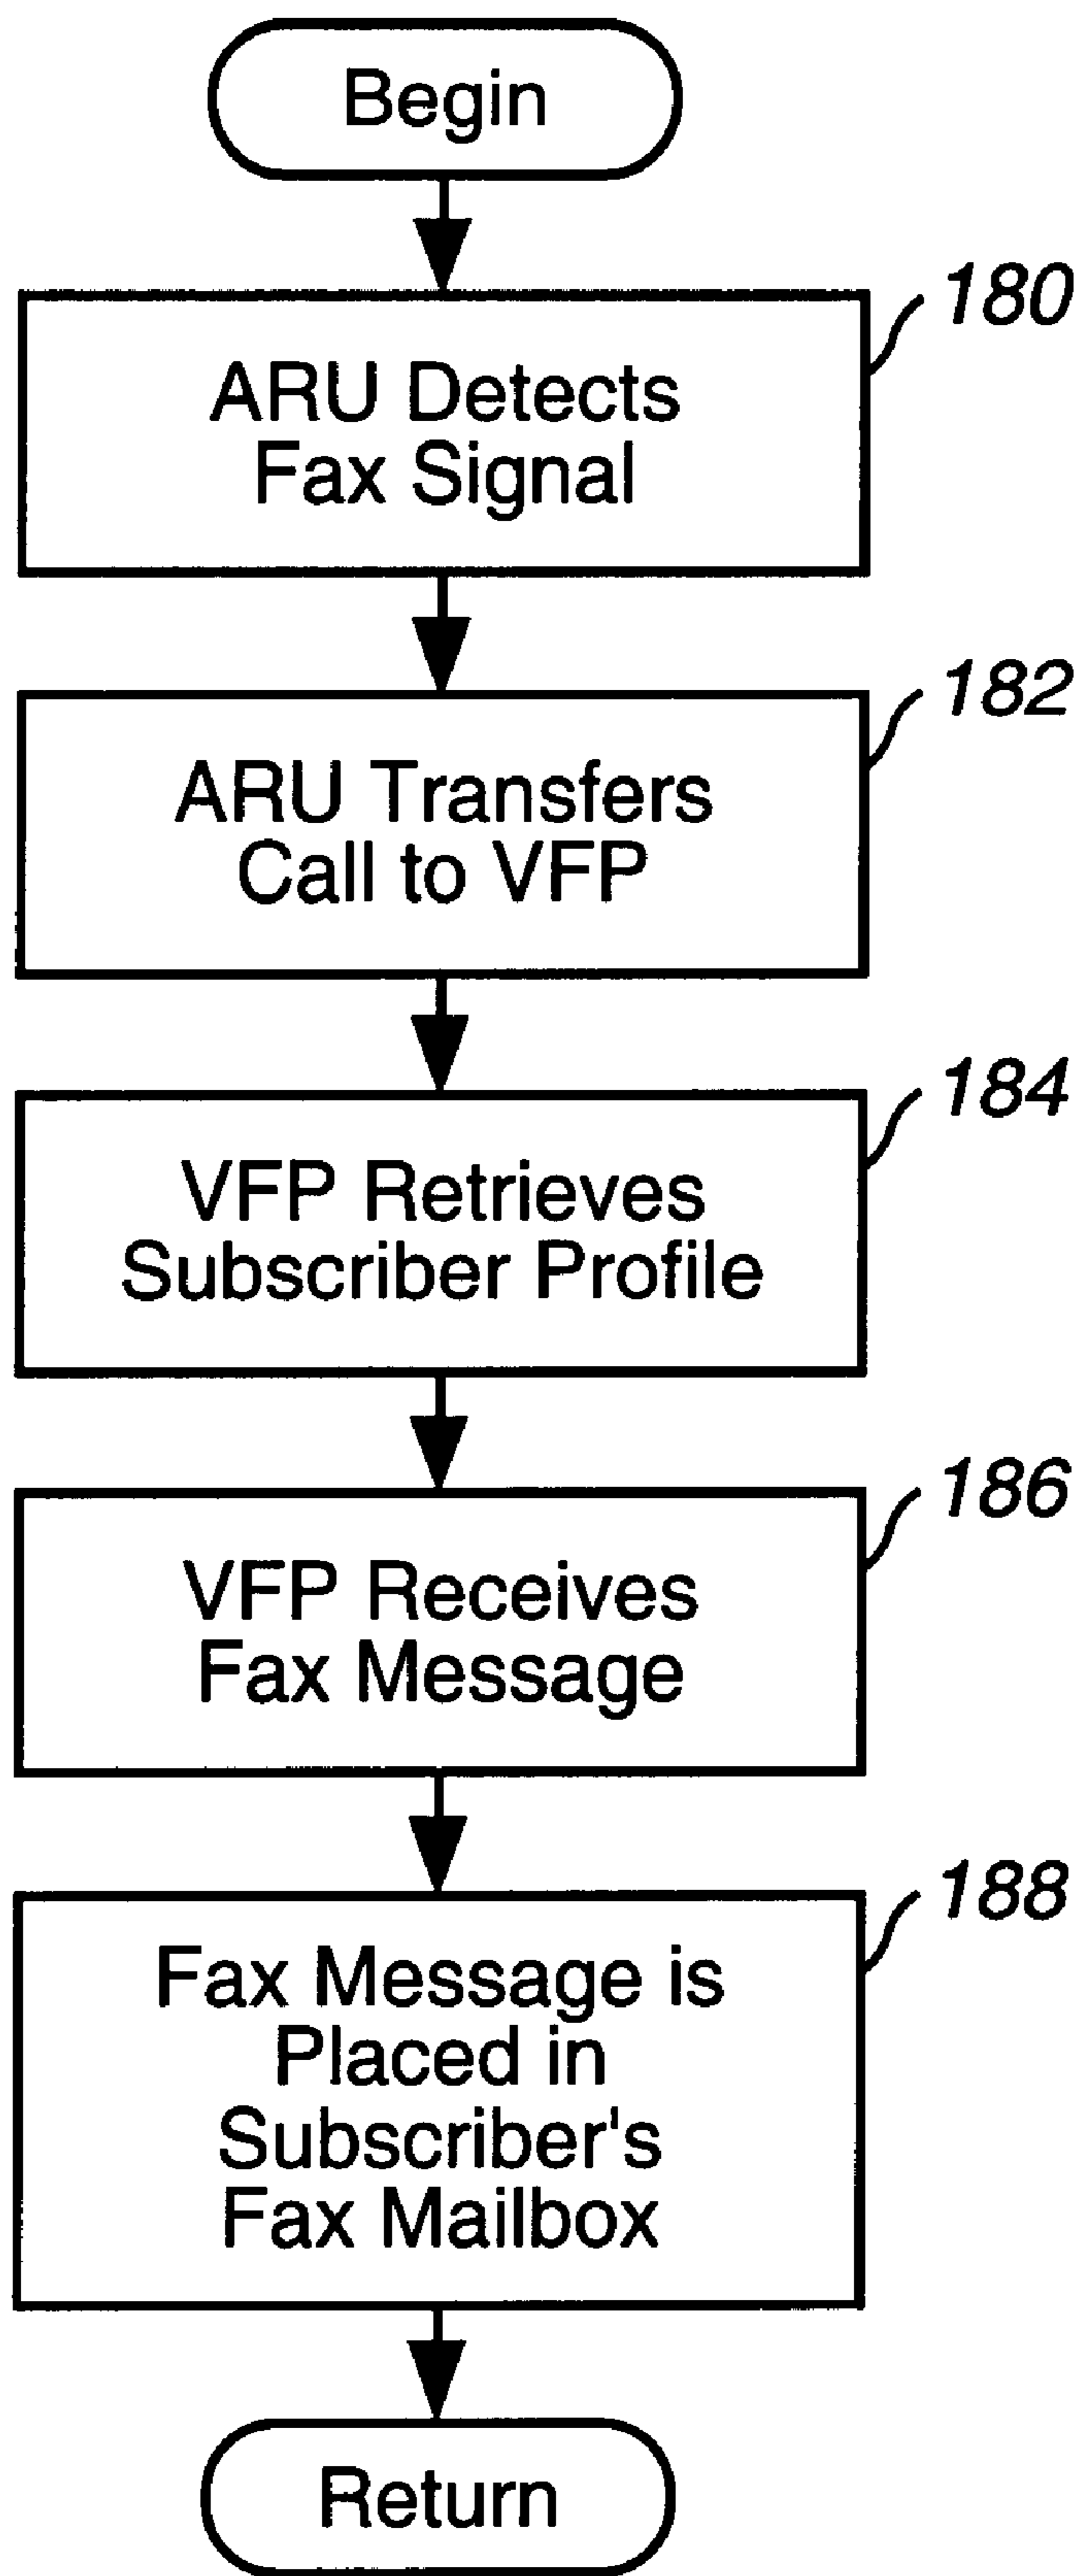 Begin
180
ARU Detects
Fax Signal
182
ARU Transfers
Call to VFP
184
VFP Retrieves
Subscriber Profile
186
VFP Receives
Fax Message
188
Fax Message is
Placed in
Subscriber's
Fax Mailbox
Return